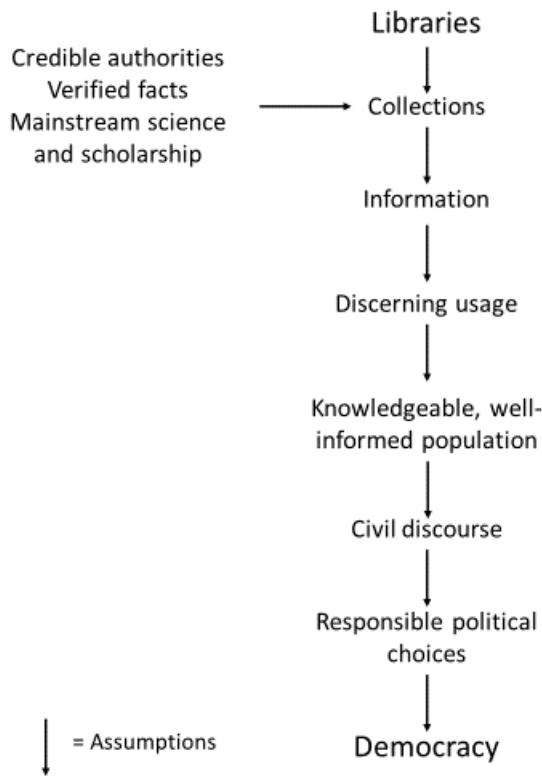 Libraries
Credible authorities
Verified facts
Mainstream science
and scholarship
Collections
Information
Discerning usage
Knowledgeable, well-
informed population
Civil discourse
Responsible political
choices
Democracy
= Assumptions